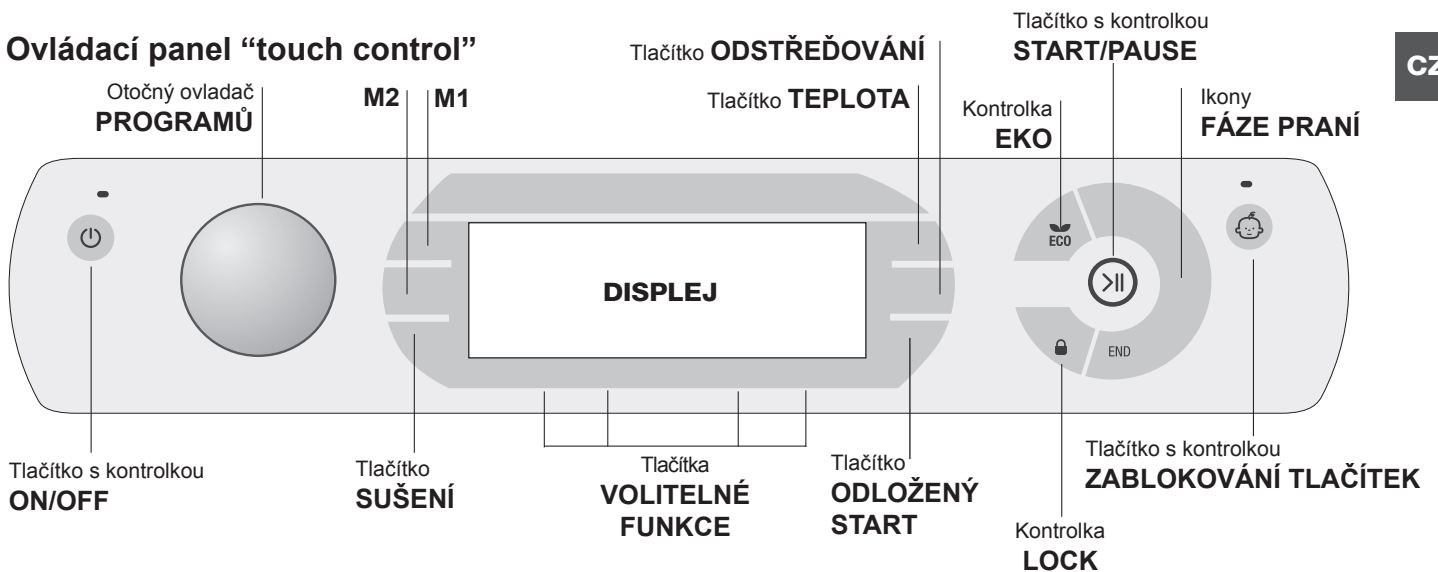 Ovládací panel “touch control”
Otočný ovladač
PROGRAMŮ
M2
M1
Tlačítko ODSTŘEĎOVÁNÍ
Tlačítko TEPLOTA
Tlačítko s kontrolkou
START/PAUSE
Kontrolka
EKO
Ikony
FÁZE PRANÍ
CZ
ECO
DISPLEJ
END
Tlačítko s kontrolkou
ON/OFF
Tlačítko
SUŠENÍ
Tlačítka
VOLITELNÉ
FUNKCE
Tlačítko
ODLOŽENÝ
START
Kontrolka
LOCK
Tlačítko s kontrolkou
ZABLOKOVÁNÍ TLAČÍTEK